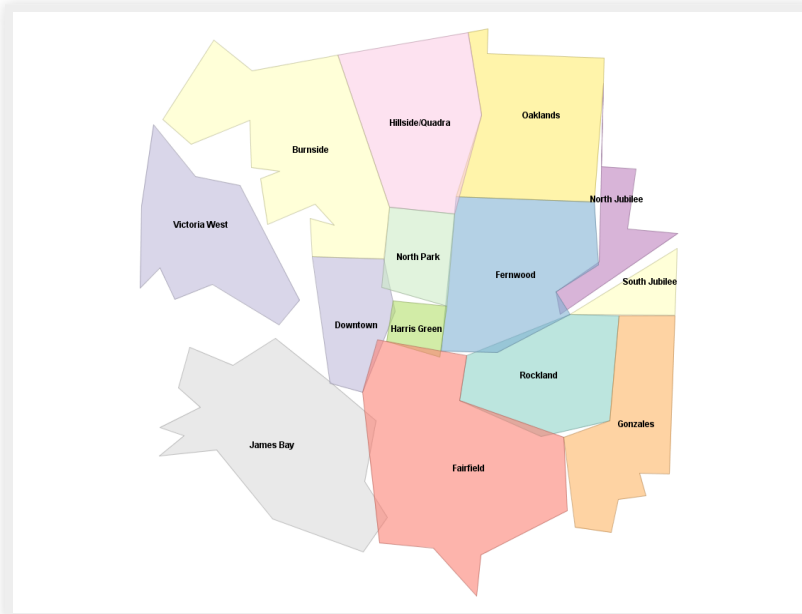 Oaklands
Hillside/Quadra
Burnside
North Jubilee
Victoria West
North Park
Fernwood
South Jubilee
Downtown
Harris Green
Rockland
Gonzales
James Bay
Fairfield